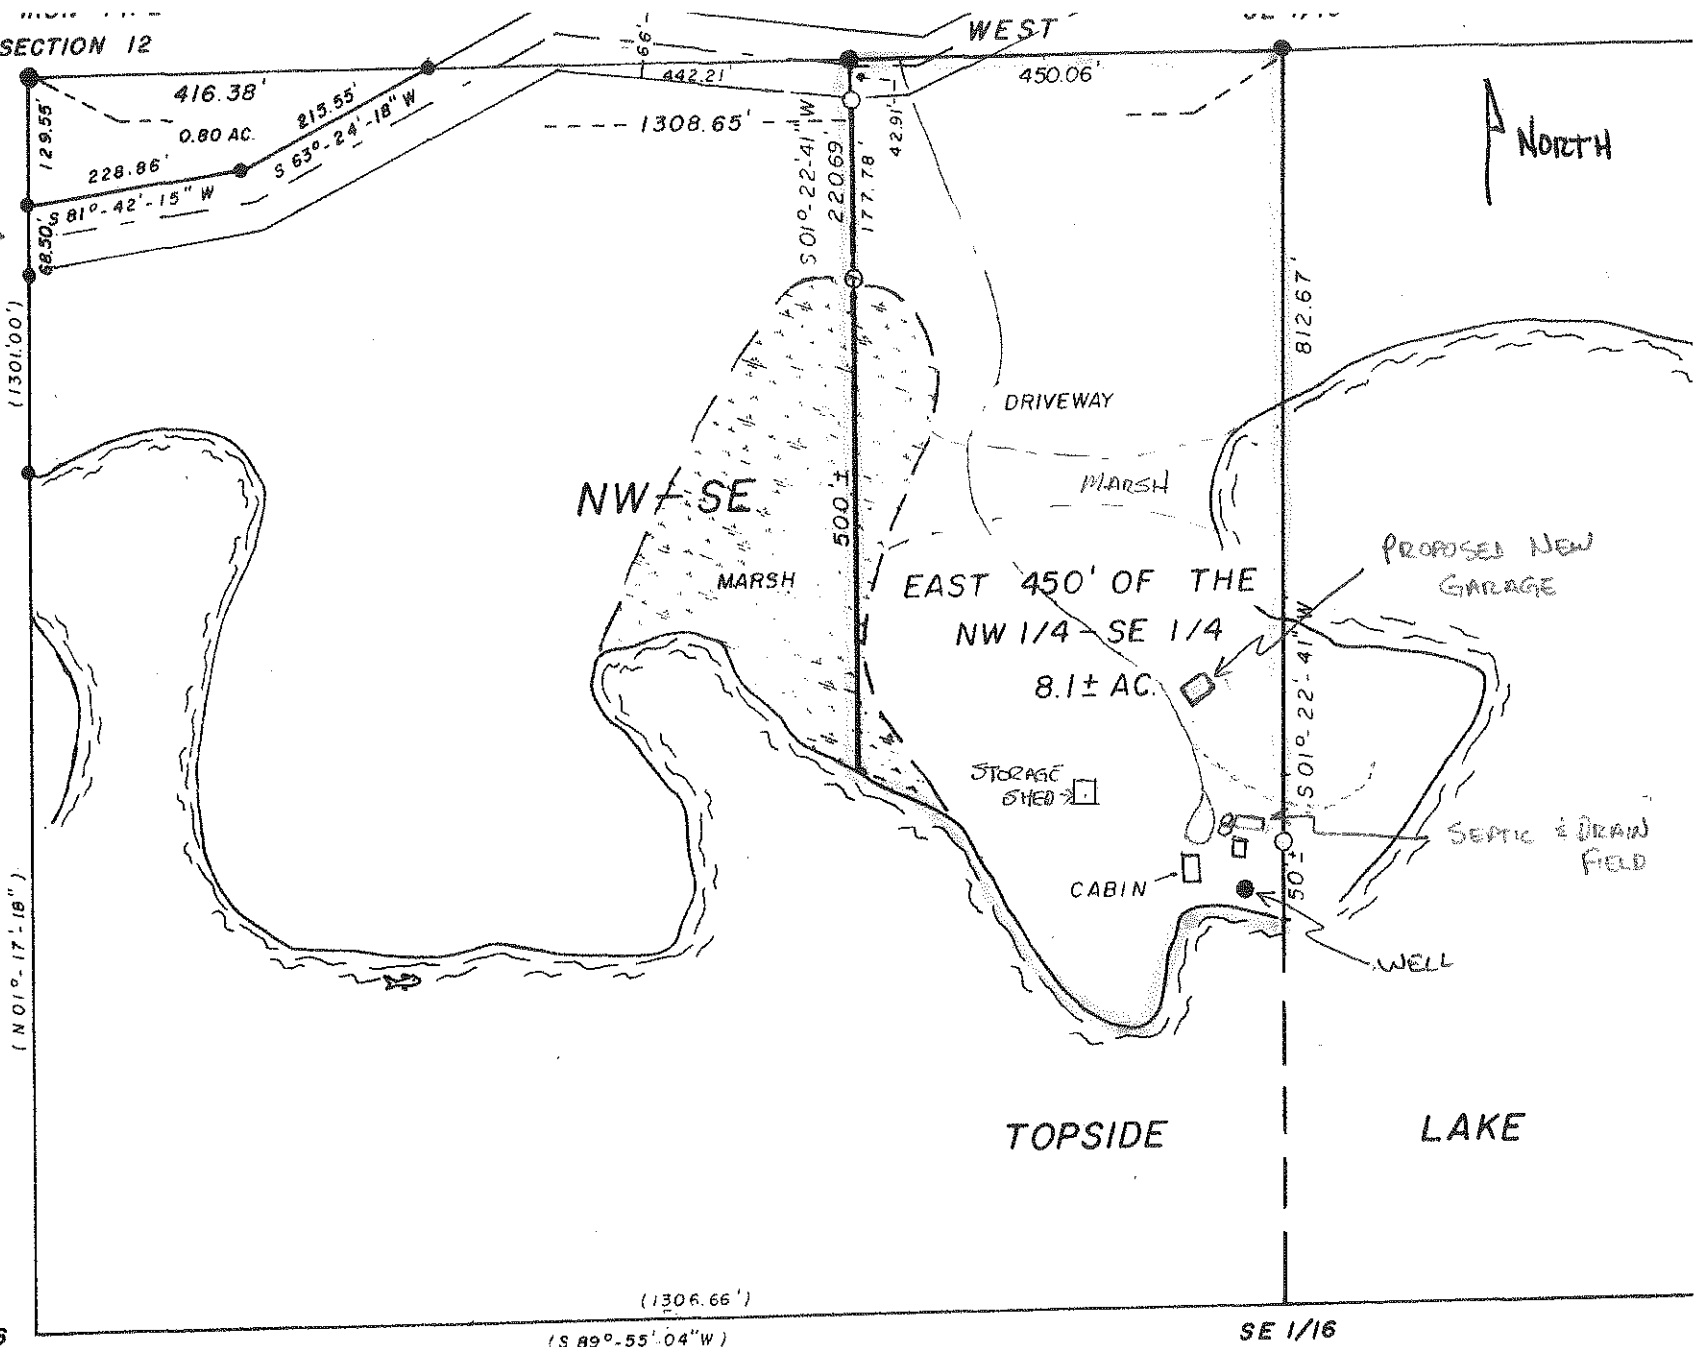 SECTION 12
WEST
416.38'
66'
442.21'
450.06'
129.55'
0.80 AC.
215.55'
S 63°-24'-18" W
1308.65'
42.91'
NORTH
228.86'
S 81°-42'-15" W
68.50'
S 01°-22'-41" W
220.69'
177.78'
812.67'
(1301.00')
DRIVEWAY
MARSH
NW - SE
500'±
PROPOSED NEW
GARAGE
MARSH
EAST 450' OF THE
NW 1/4 - SE 1/4
8.1± AC.
S 01°-22'-41" W
STORAGE
SHED
SEPTIC & DRAIN
FIELD
CABIN
50'±
WELL
(N 01°-17'-18")
TOPSIDE LAKE
(1306.66')
(S 89°-55'-04" W)
SE 1/16